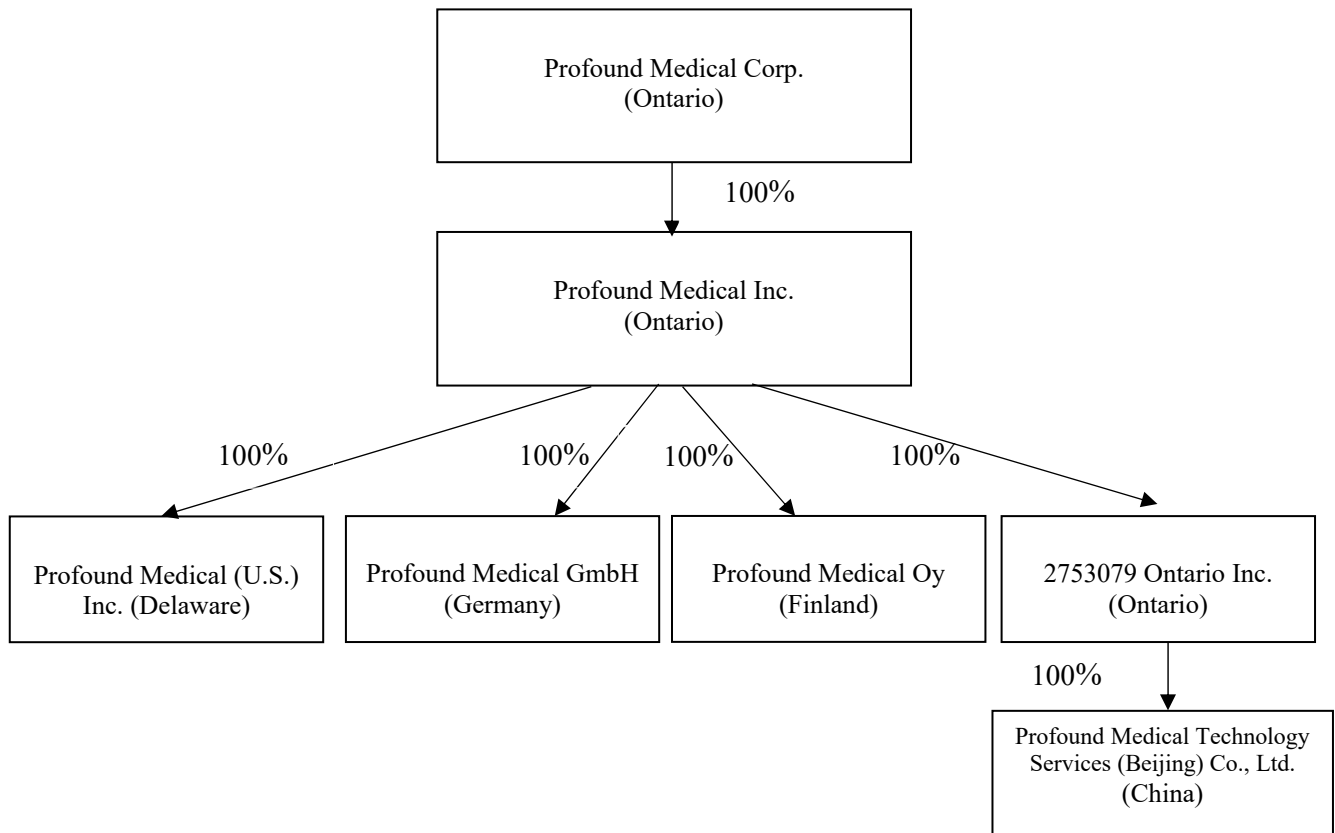 Profound Medical Corp.
(Ontario)
100%
Profound Medical Inc.
(Ontario)
100%
100%
100%
100%
Profound Medical (U.S.)
Inc. (Delaware)
Profound Medical GmbH
(Germany)
Profound Medical Oy
(Finland)
2753079 Ontario Inc.
(Ontario)
100%
Profound Medical Technology
Services (Beijing) Co., Ltd.
(China)